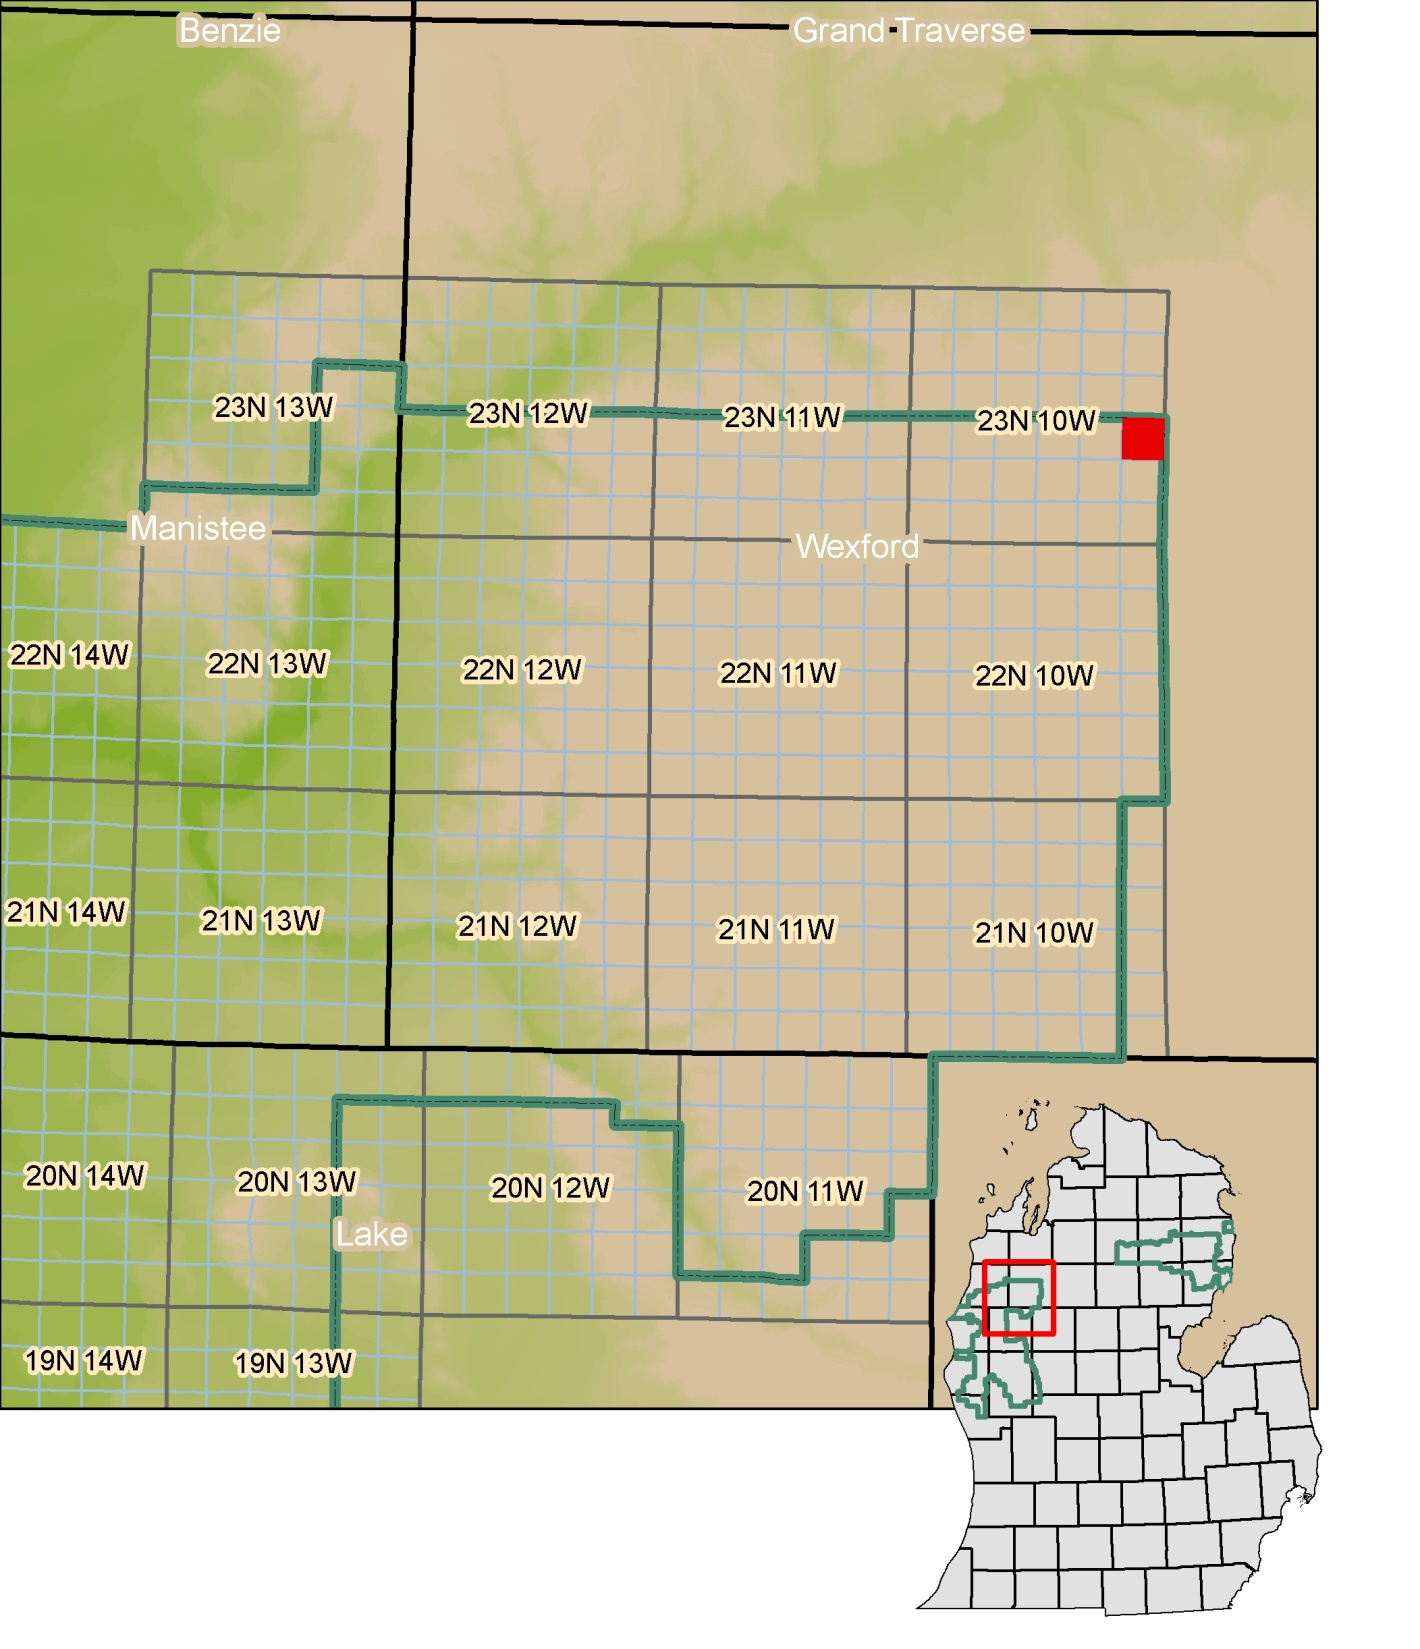 Benzie
Grand Traverse
23N 13W
23N 12W
23N 11W
23N 10W
Manistee
Wexford
22N 14W
22N 13W
22N 12W
22N 11W
22N 10W
21N 14W
21N 13W
21N 12W
21N 11W
21N 10W
20N 14W
20N 13W
20N 12W
20N 11W
Lake
19N 14W
19N 13W